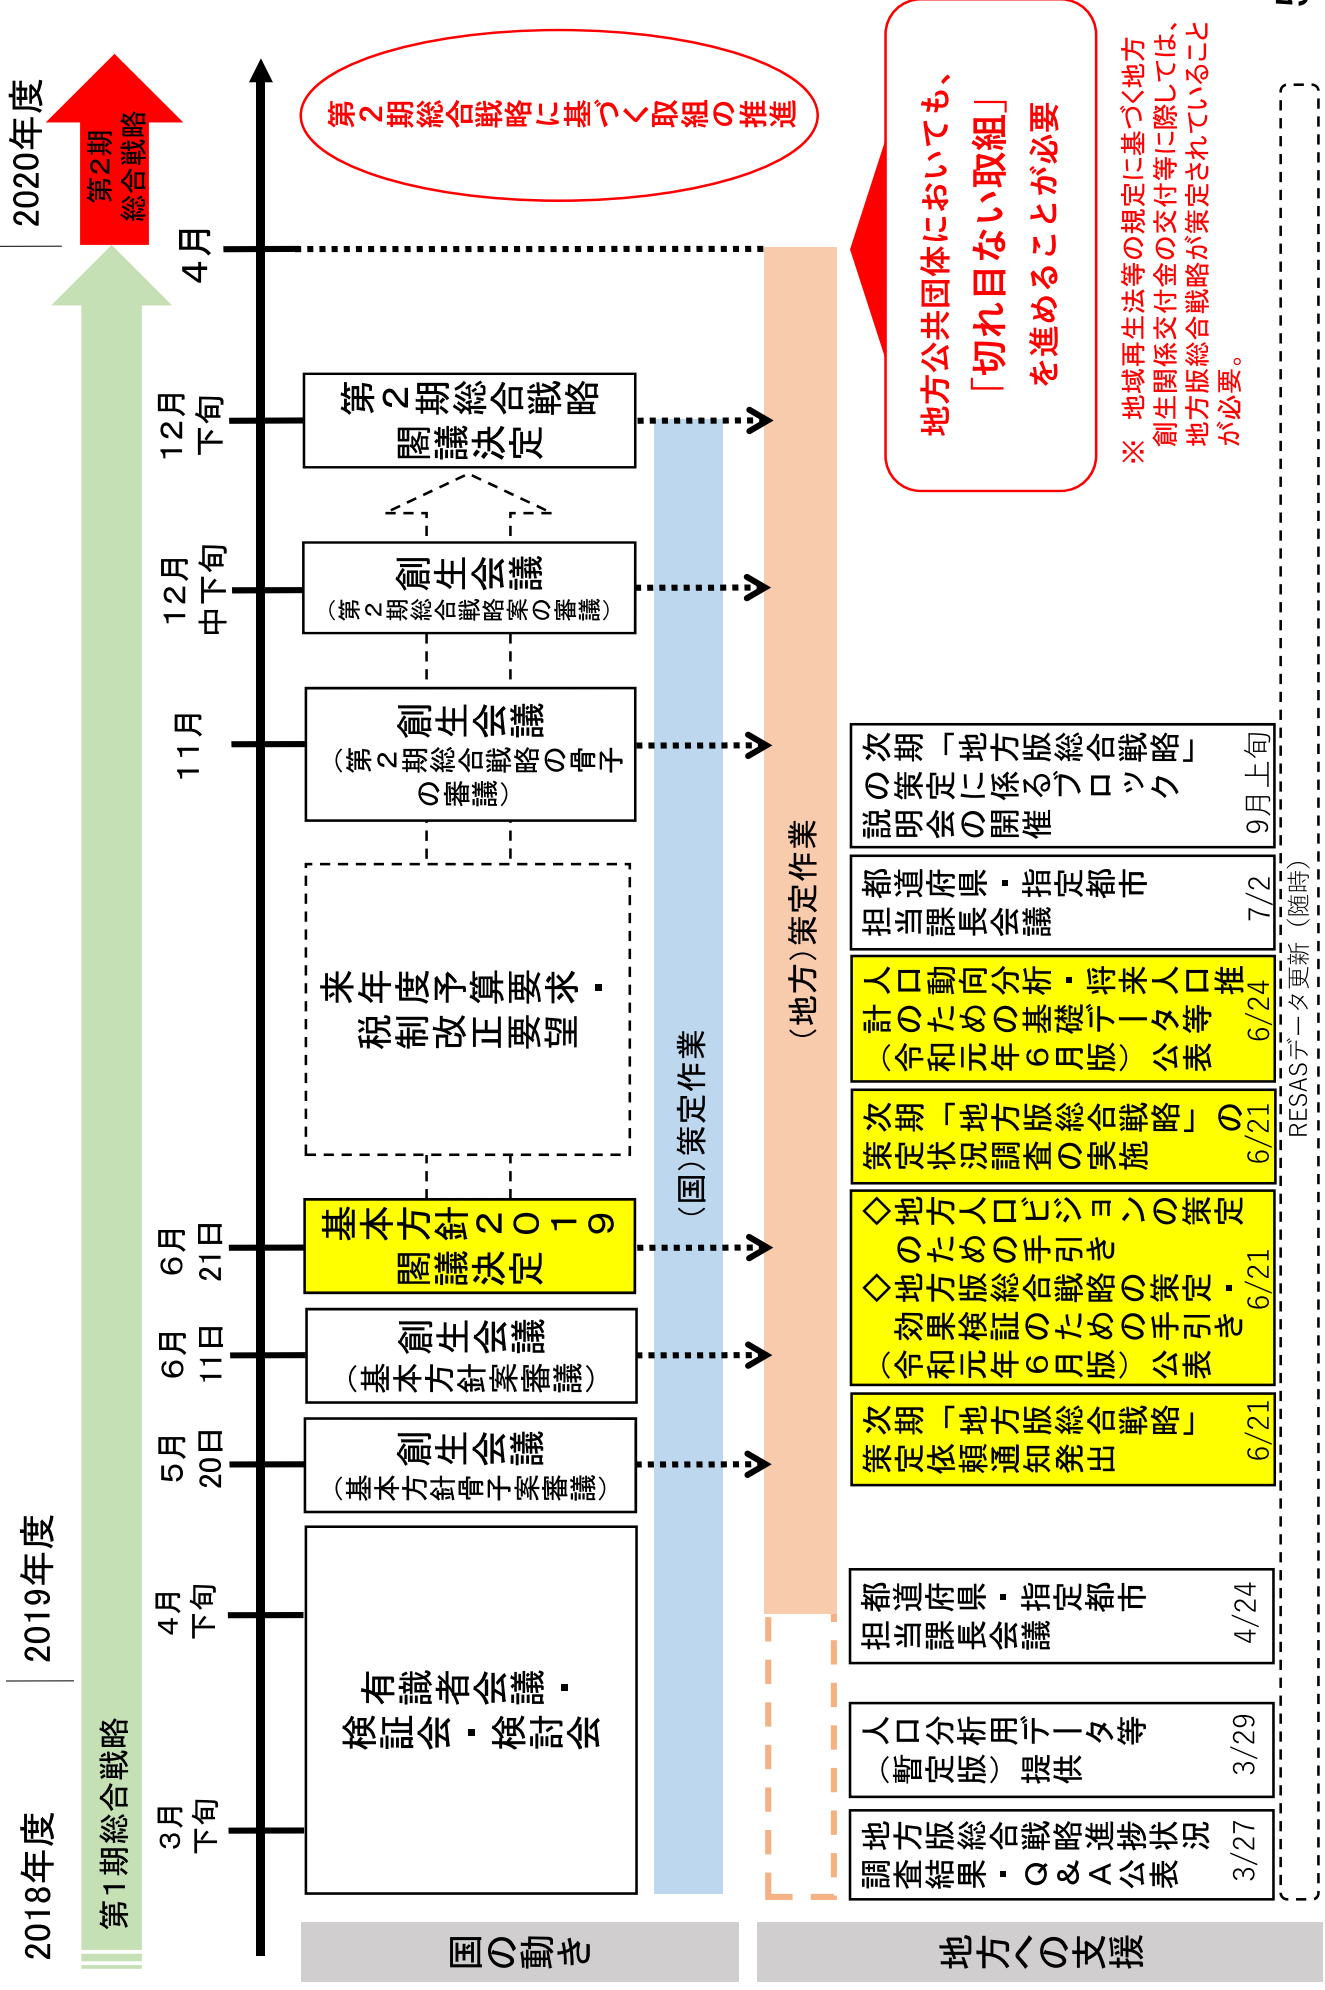 2018年度
2019年度
2020年度
第１期総合戦略
第２期
総合戦略
3月
下旬
4月
下旬
5月
20日
6月
11日
6月
21日
11月
12月
中下旬
12月
下旬
4月
国の動き
有識者会議・
検証会・検討会
創生会議
（基本方針骨子案審議）
創生会議
（基本方針案審議）
基本方針２０１９
閣議決定
来年度予算要求・
税制改正要望
創生会議
（第２期総合戦略の骨子
の審議）
創生会議
（第２期総合戦略案の審議）
第２期総合戦略
閣議決定
第２期総合戦略に基づく取組の推進
（国）策定作業
（地方）策定作業
地方への支援
地方版総合戦略進捗状況
調査結果・Ｑ＆Ａ公表
3/27
人口分析用データ等
（暫定版）提供
3/29
都道府県・指定都市
担当課長会議
4/24
次期「地方版総合戦略」
策定依頼通知発出
6/21
◇地方人口ビジョンの策定
のための手引き
◇地方版総合戦略の策定・
効果検証のための手引き
（令和元年６月版）公表
6/21
次期「地方版総合戦略」の
策定状況調査の実施
6/21
人口動向分析・将来人口推
計のための基礎データ等
（令和元年６月版）公表
6/24
都道府県・指定都市
担当課長会議
7/2
次期「地方版総合戦略」
の策定に係るブロック
説明会の開催
9月上旬
地方公共団体においても、
「切れ目ない取組」
を進めることが必要
※ 地域再生法等の規定に基づく地方
創生関係交付金の交付等に際しては、
地方版総合戦略が策定されていること
が必要。
RESASデータ更新（随時）